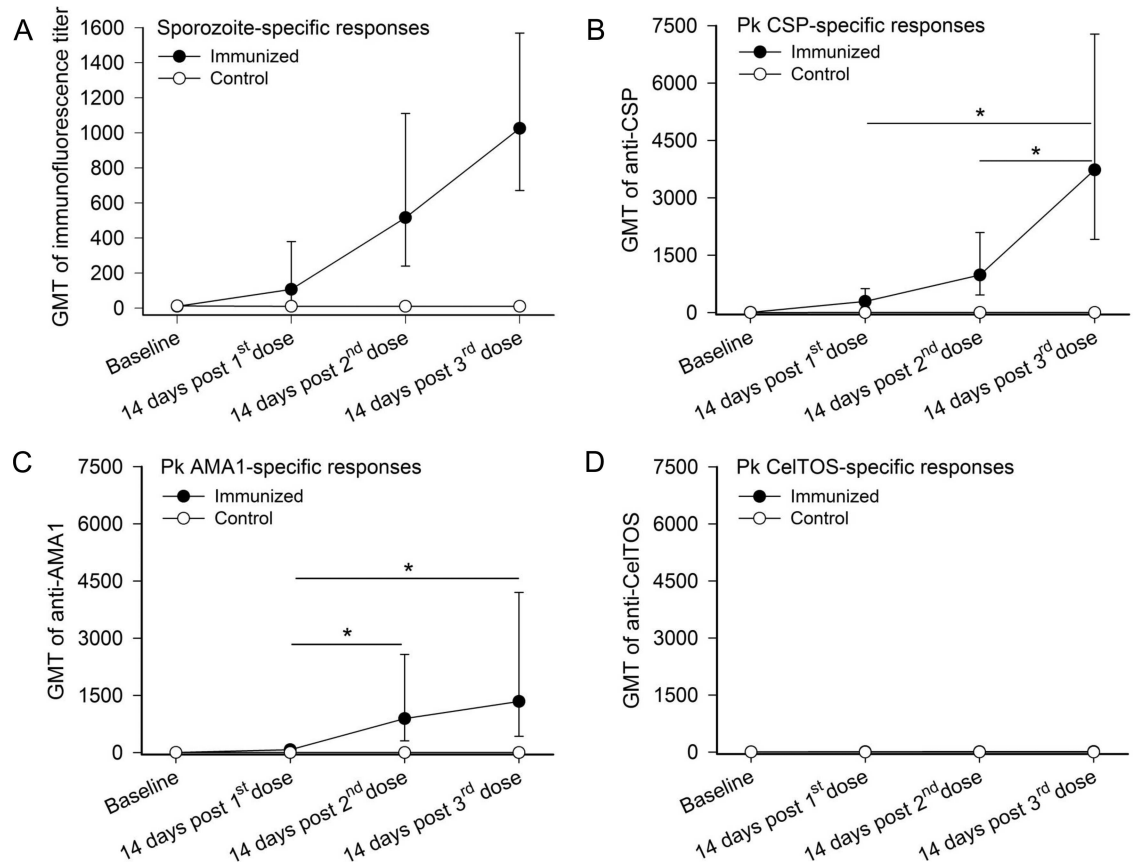 A
Sporozoite-specific responses
Immunized
Control
GMT of immunofluorescence titer
1600
1400
1200
1000
800
600
400
200
0
Baseline
14 days post 1st dose
14 days post 2nd dose
14 days post 3rd dose
B
Pk CSP-specific responses
Immunized
Control
GMT of anti-CSP
7500
6000
4500
3000
1500
0
*
*
Baseline
14 days post 1st dose
14 days post 2nd dose
14 days post 3rd dose
C
Pk AMA1-specific responses
Immunized
Control
GMT of anti-AMA1
7500
6000
4500
3000
1500
0
*
*
Baseline
14 days post 1st dose
14 days post 2nd dose
14 days post 3rd dose
D
Pk CelTOS-specific responses
Immunized
Control
GMT of anti-CelTOS
7500
6000
4500
3000
1500
0
Baseline
14 days post 1st dose
14 days post 2nd dose
14 days post 3rd dose